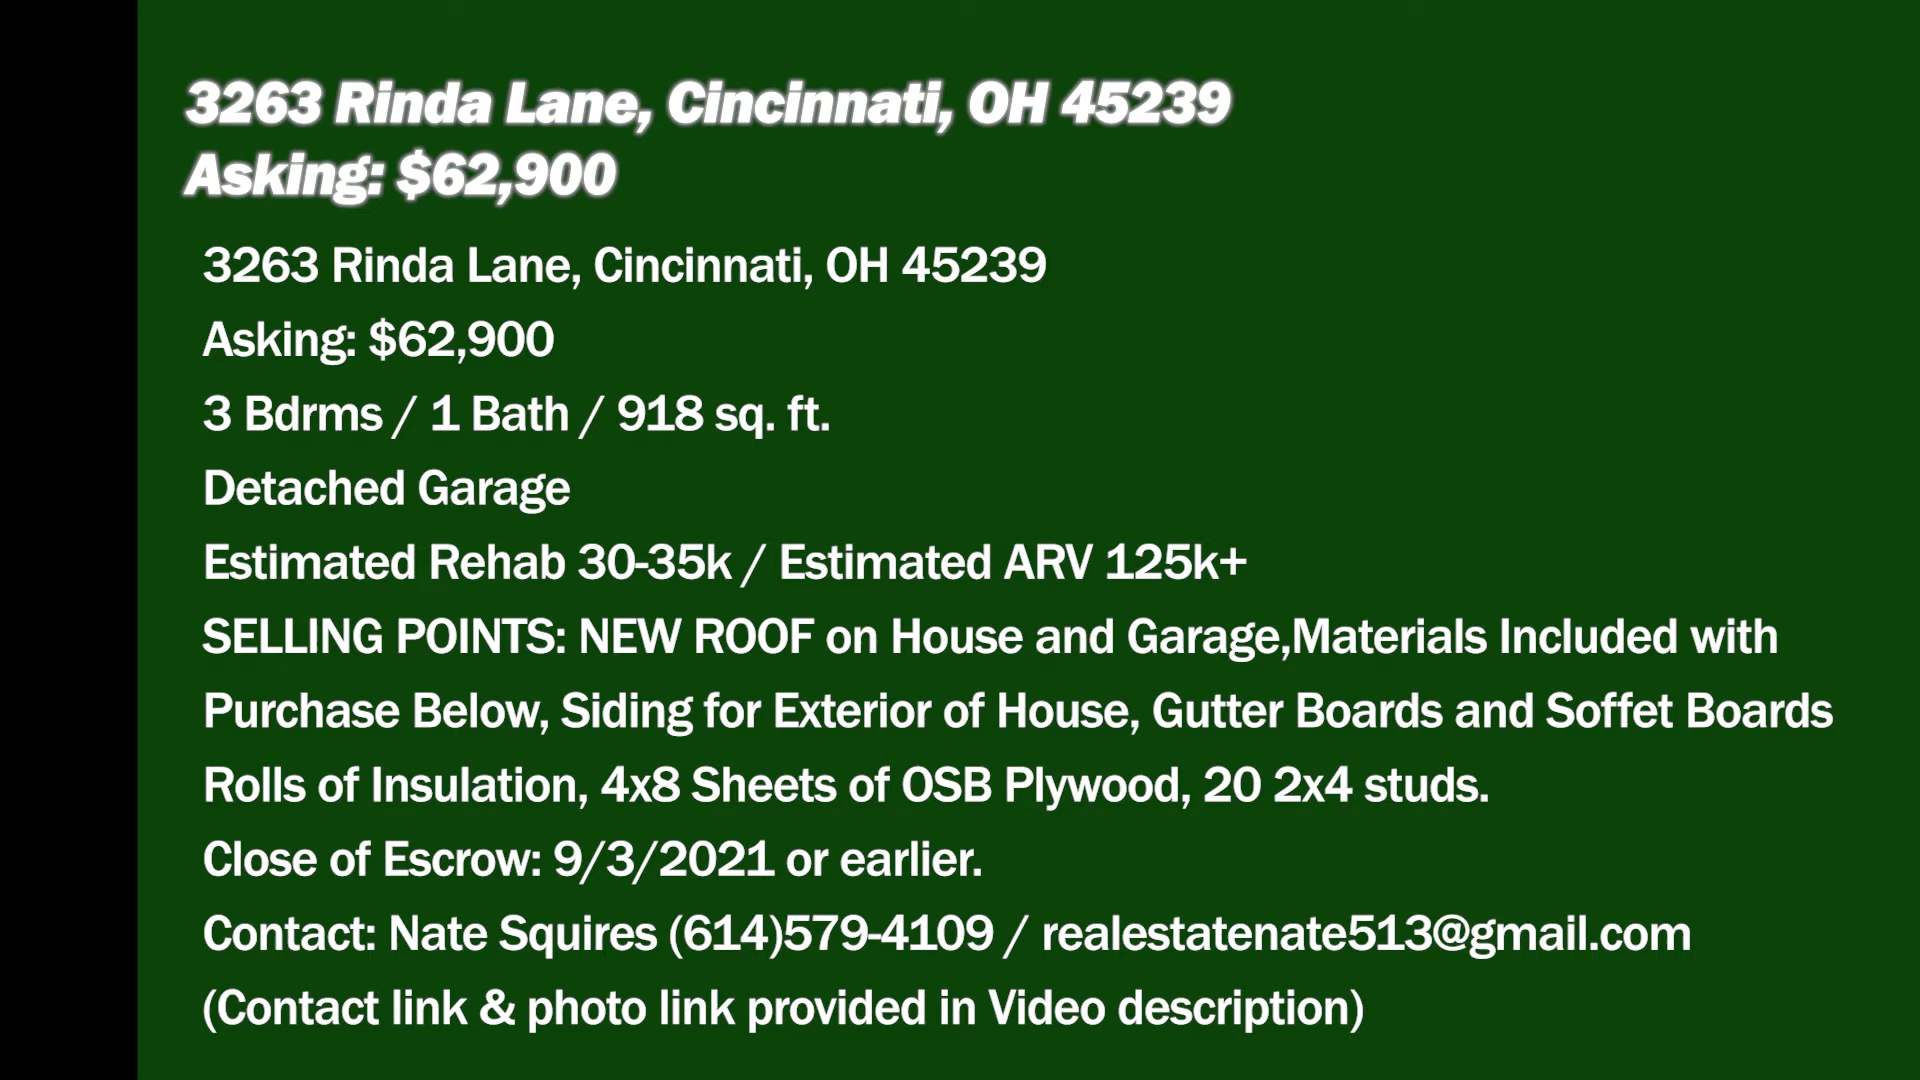 3263 Rinda Lane, Cincinnati, OH 45239
Asking: $62,900
3263 Rinda Lane, Cincinnati, OH 45239
Asking: $62,900
3 Bdrms / 1 Bath / 918 sq. ft.
Detached Garage
Estimated Rehab 30-35k / Estimated ARV 125k+
SELLING POINTS: NEW ROOF on House and Garage,Materials Included with
Purchase Below, Siding for Exterior of House, Gutter Boards and Soffet Boards
Rolls of Insulation, 4x8 Sheets of OSB Plywood, 20 2x4 studs.
Close of Escrow: 9/3/2021 or earlier.
Contact: Nate Squires (614)579-4109 / realestatenate513@gmail.com
(Contact link & photo link provided in Video description)